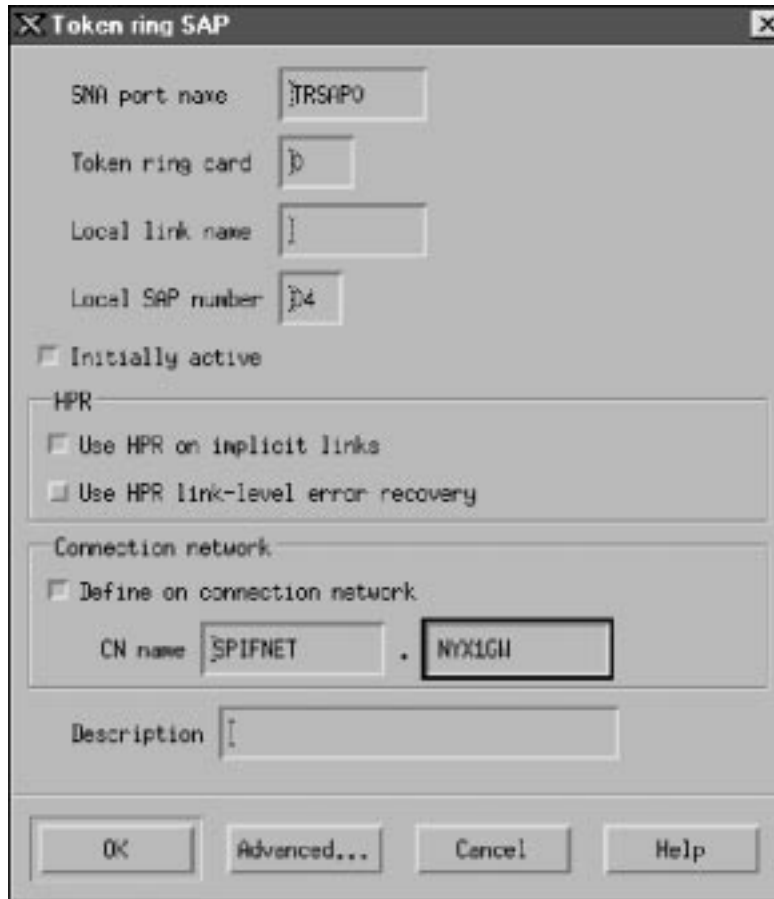 Token ring SAP
SNA port name TRSAP0
Token ring card 0
Local link name
Local SAP number 04
Initially active
HPR
Use HPR on implicit links
Use HPR link-level error recovery
Connection network
Define on connection network
CN name SPIFNET . NYX1GW
Description
OK Advanced... Cancel Help